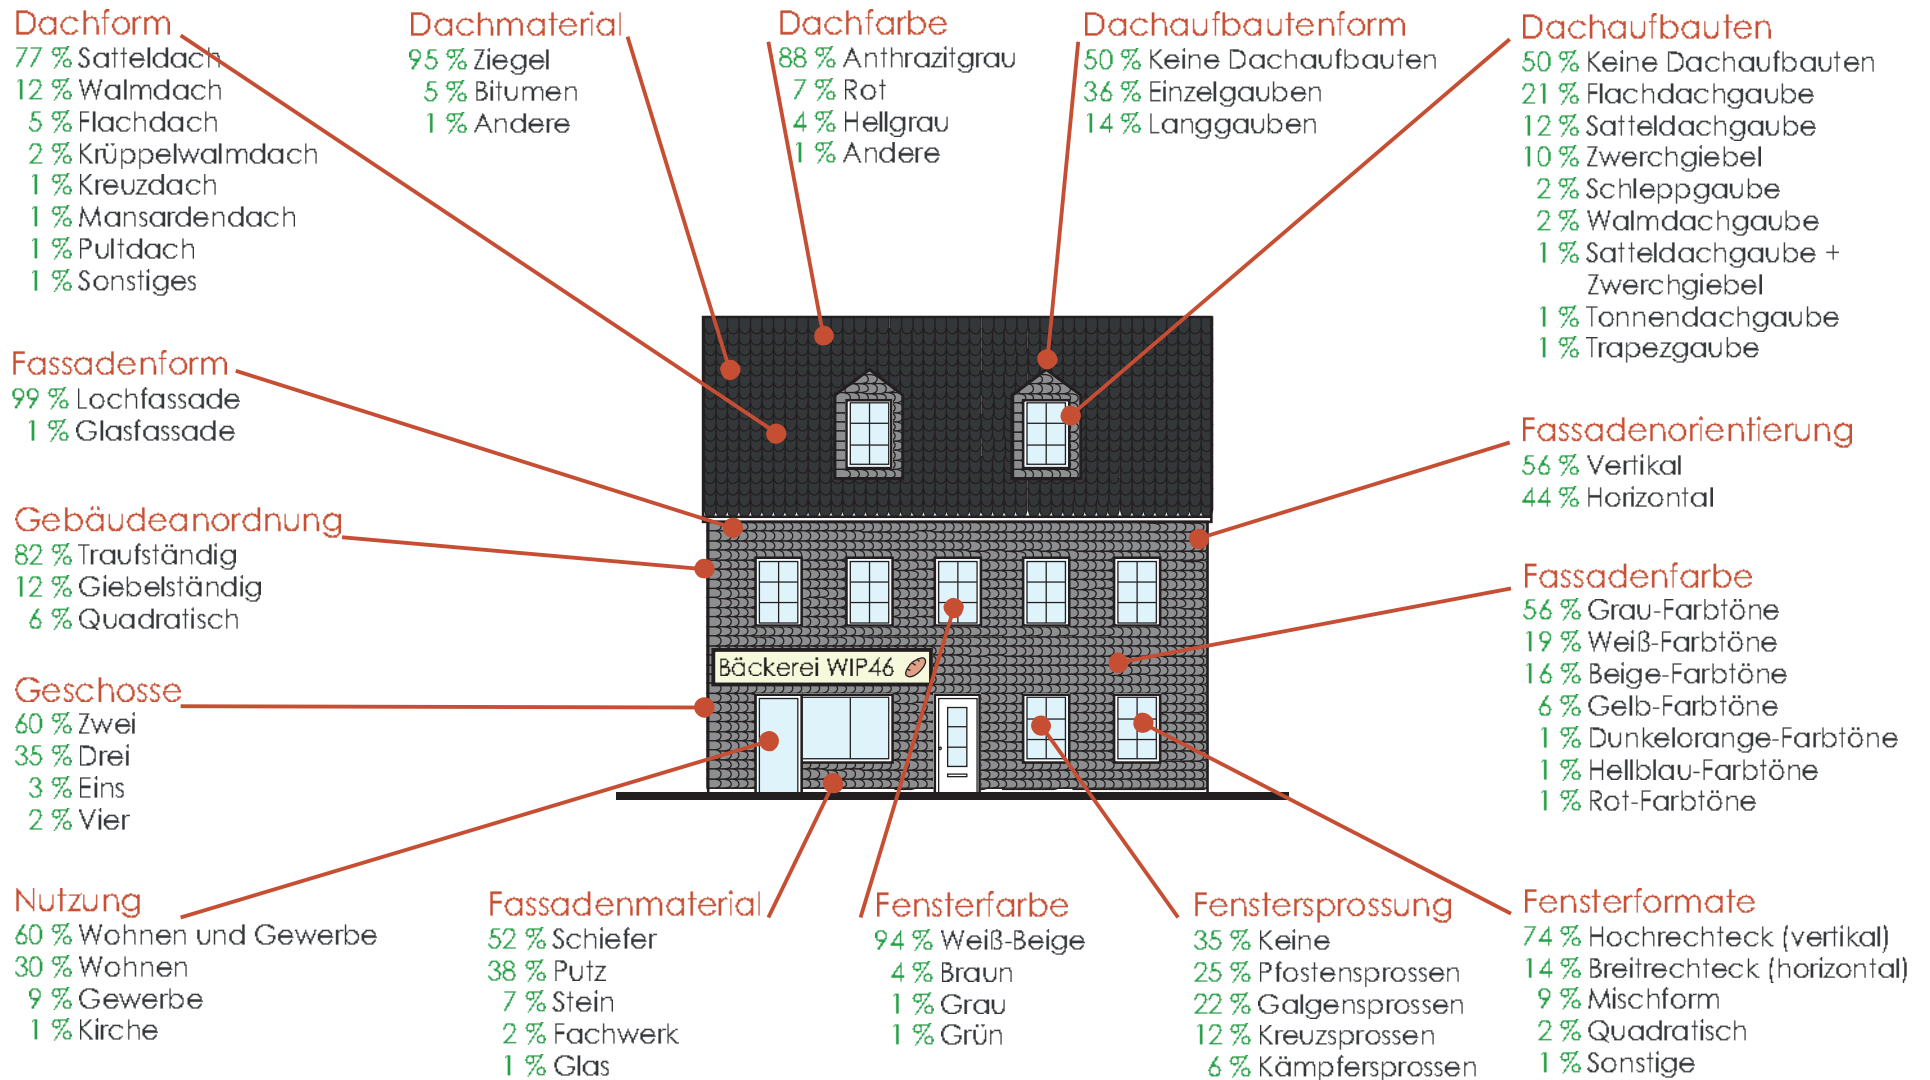 Dachform
77 % Satteldach
12 % Walmdach
5 % Flachdach
2 % Krüppelwalmdach
1 % Kreuzdach
1 % Mansardendach
1 % Pultdach
1 % Sonstiges
Dachmaterial
95 % Ziegel
5 % Bitumen
1 % Andere
Dachfarbe
88 % Anthrazitgrau
7 % Rot
4 % Hellgrau
1 % Andere
Dachaufbautenform
50 % Keine Dachaufbauten
36 % Einzelgauben
14 % Langgauben
Dachaufbauten
50 % Keine Dachaufbauten
21 % Flachdachgaube
12 % Satteldachgaube
10 % Zwerchgiebel
2 % Schleppgaube
2 % Walmdachgaube
1 % Satteldachgaube +
Zwerchgiebel
1 % Tonnendachgaube
1 % Trapezgaube
Fassadenform
99 % Lochfassade
1 % Glasfassade
Fassadenorientierung
56 % Vertikal
44 % Horizontal
Gebäudeanordnung
82 % Traufständig
12 % Giebelständig
6 % Quadratisch
Fassadenfarbe
56 % Grau-Farbtöne
19 % Weiß-Farbtöne
16 % Beige-Farbtöne
6 % Gelb-Farbtöne
1 % Dunkelorange-Farbtöne
1 % Hellblau-Farbtöne
1 % Rot-Farbtöne
Bäckerei WIP46
Geschosse
60 % Zwei
35 % Drei
3 % Eins
2 % Vier
Nutzung
60 % Wohnen und Gewerbe
30 % Wohnen
9 % Gewerbe
1 % Kirche
Fassadenmaterial
52 % Schiefer
38 % Putz
7 % Stein
2 % Fachwerk
1 % Glas
Fensterfarbe
94 % Weiß-Beige
4 % Braun
1 % Grau
1 % Grün
Fenstersprossung
35 % Keine
25 % Pfostensprossen
22 % Galgensprossen
12 % Kreuzsprossen
6 % Kämpfersprossen
Fensterformate
74 % Hochrechteck (vertikal)
14 % Breitrechteck (horizontal)
9 % Mischform
2 % Quadratisch
1 % Sonstige